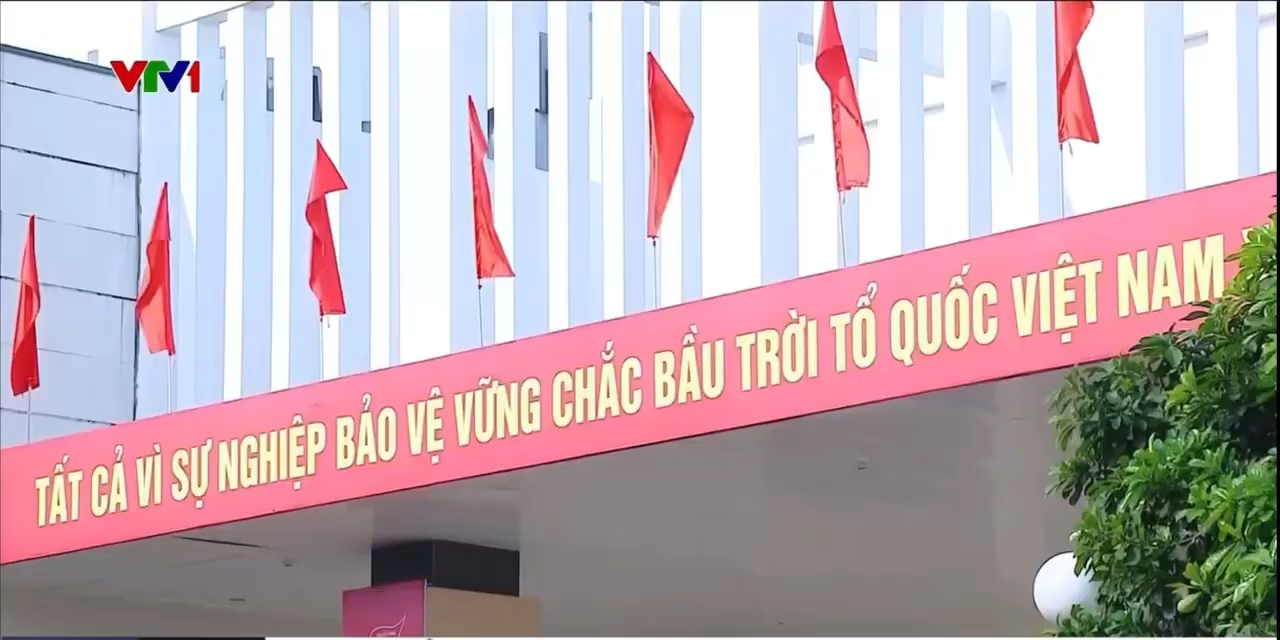 VTV1
TẤT CẢ VÌ SỰ NGHIỆP BẢO VỆ VỮNG CHẮC BẦU TRỜI TỔ QUỐC VIỆT NAM